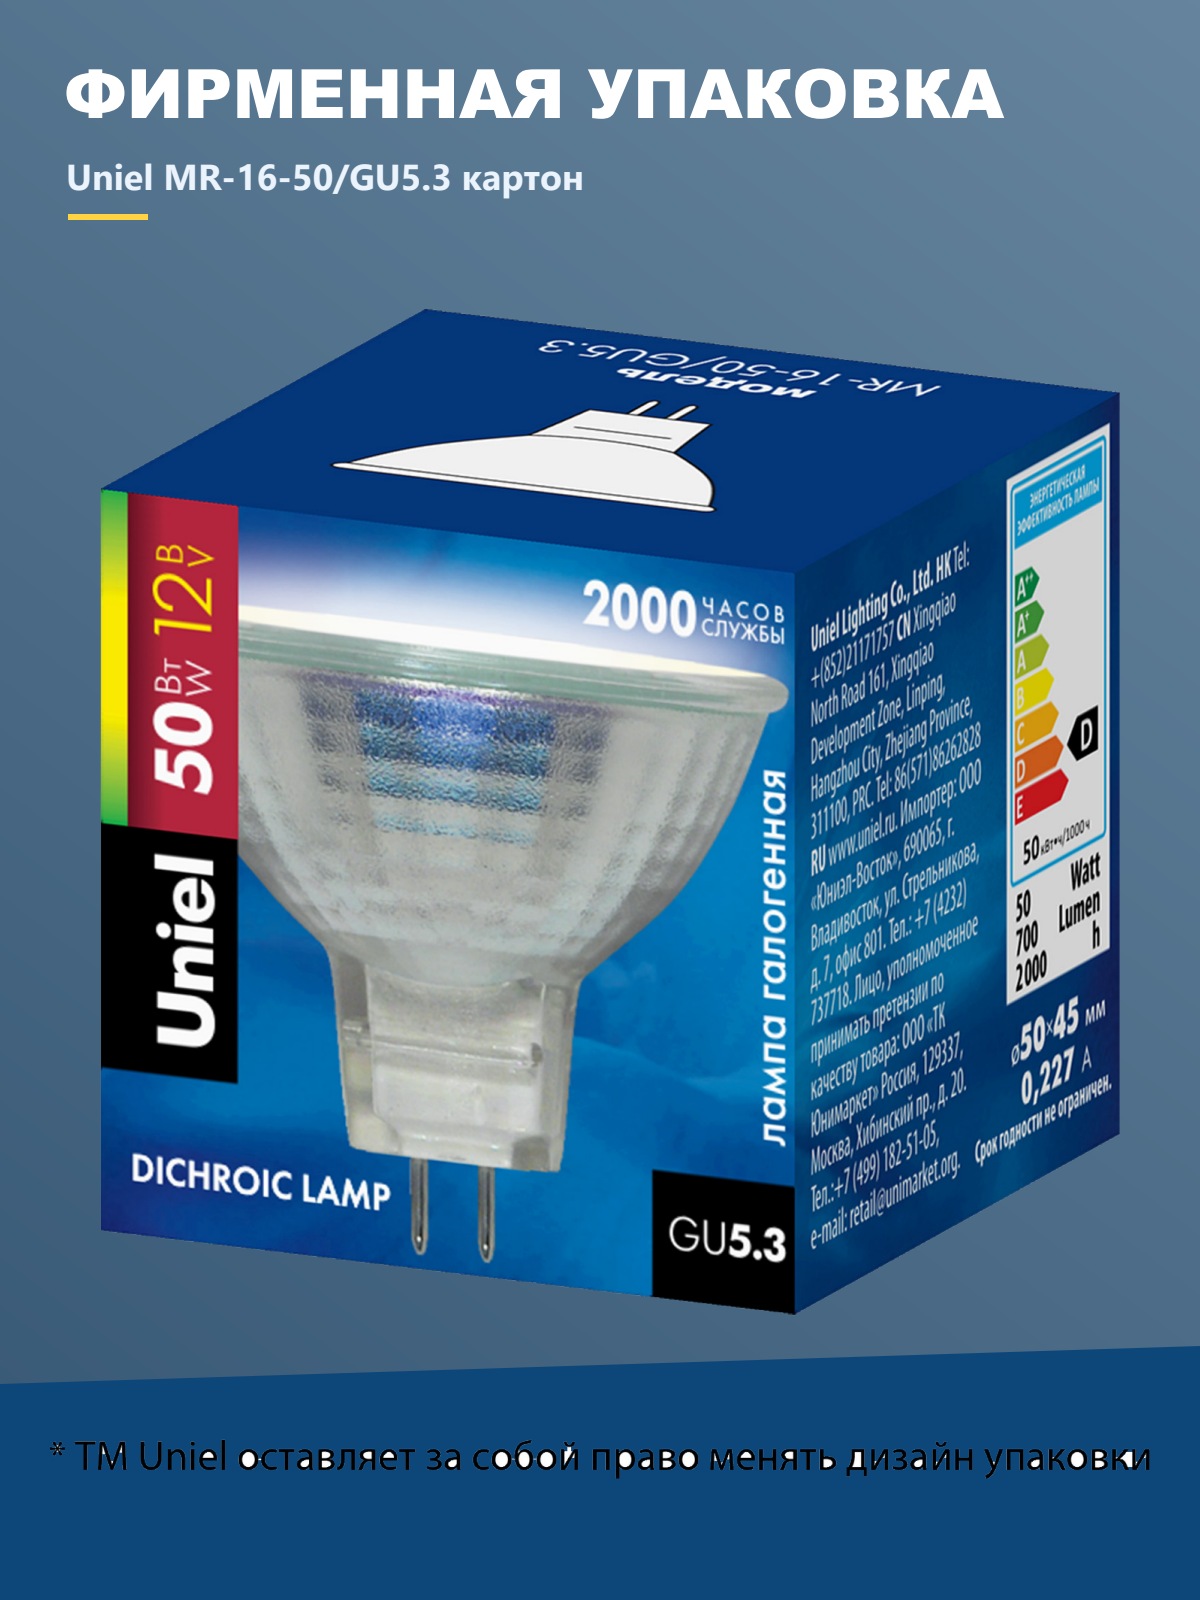 ФИРМЕННАЯ УПАКОВКА
Uniel MR-16-50/GU5.3 картон
модель
MR-16-50/GU5.3
50 Вт W 12 В V
Uniel
2000 ЧАСОВ СЛУЖБЫ
лампа галогенная
DICHROIC LAMP
GU5.3
Uniel Lighting Co., Ltd. HK Tel:
+(852)21171757 CN Xingqiao
North Road 161, Xingqiao
Development Zone, Linping,
Hangzhou City, Zhejiang Province,
311100, PRC. Tel: 86(571)86262828
RU www.uniel.ru. Импортер: ООО
«Юниэл-Восток», 690065, г.
Владивосток, ул. Стрельникова,
д. 7, офис 801. Тел.: +7 (4232)
737718. Лицо, уполномоченное
принимать претензии по
качеству товара: ООО «ТК
Юнимаркет» Россия, 129337,
Москва, Хибинский пр., д. 20.
Тел.:+7 (499) 182-51-05,
e-mail: retail@unimarket.org.
ЭНЕРГЕТИЧЕСКАЯ
ЭФФЕКТИВНОСТЬ ЛАМПЫ
A++
A+
A
B
C
D
D
E
50 кВт•ч/1000 ч
50 Watt
700 Lumen
2000 h
ø50×45 мм
0,227 А
Срок годности не ограничен.
* ТМ Uniel оставляет за собой право менять дизайн упаковки